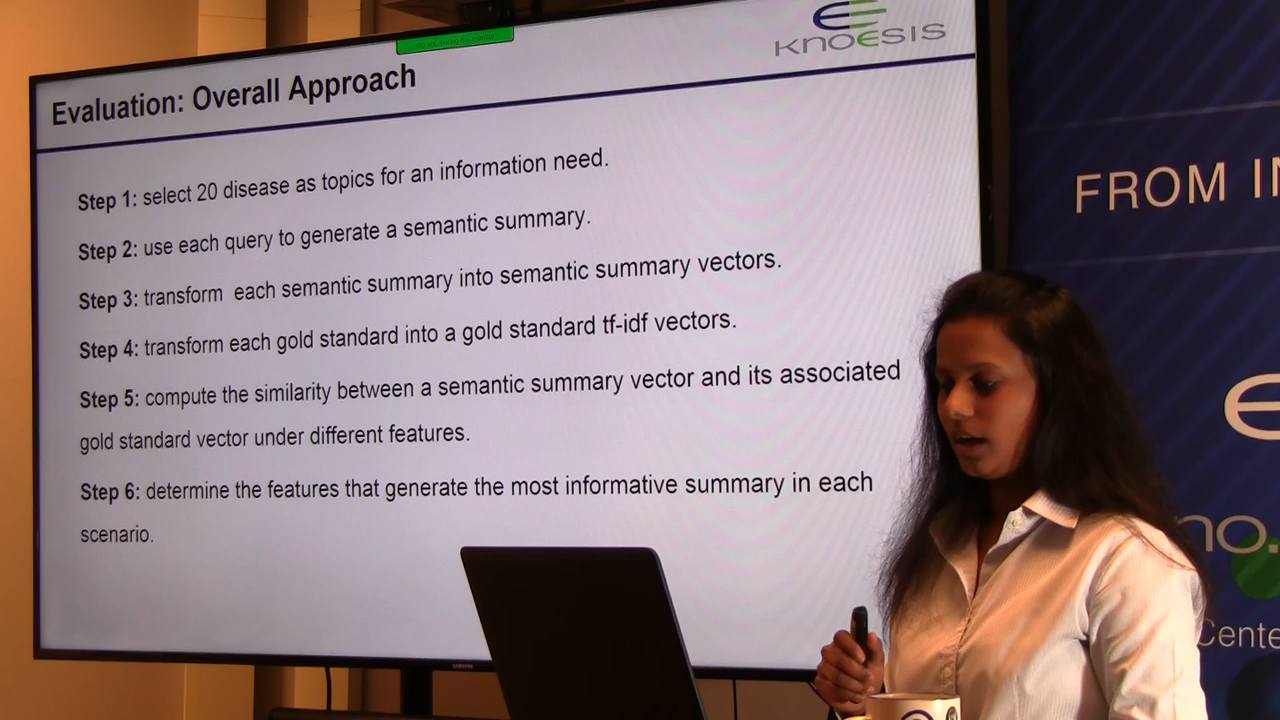 KNOESIS
Evaluation: Overall Approach
Step 1: select 20 disease as topics for an information need.
Step 2: use each query to generate a semantic summary.
Step 3: transform each semantic summary into semantic summary vectors.
Step 4: transform each gold standard into a gold standard tf-idf vectors.
Step 5: compute the similarity between a semantic summary vector and its associated
gold standard vector under different features.
Step 6: determine the features that generate the most informative summary in each
scenario.
SAMSUNG
FROM IN
no.
Cente